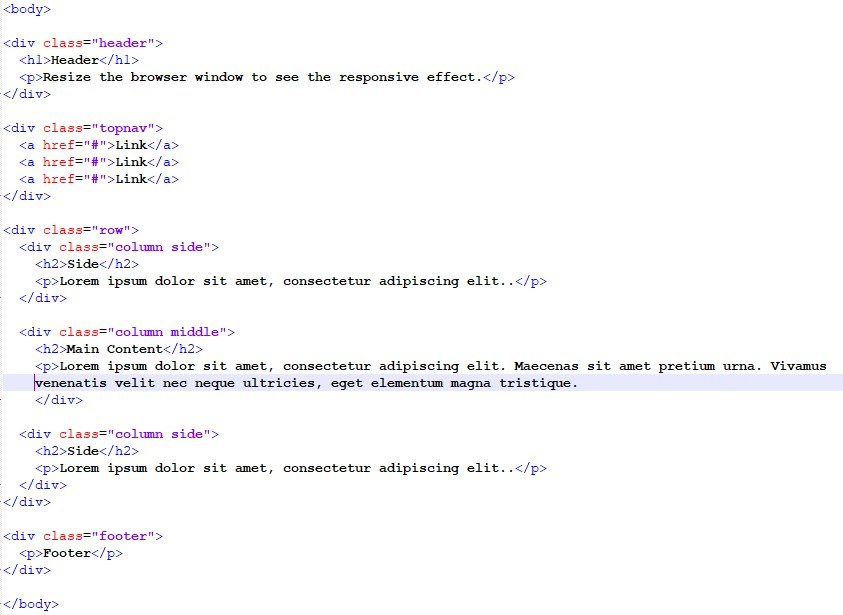 <body>
<div class="header">
<h1>Header</h1>
<p>Resize the browser window to see the responsive effect.</p>
</div>
<div class="topnav">
<a href="#">Link</a>
<a href="#">Link</a>
<a href="#">Link</a>
</div>
<div class="row">
<div class="column side">
<h2>Side</h2>
<p>Lorem ipsum dolor sit amet, consectetur adipiscing elit..</p>
</div>
<div class="column middle">
<h2>Main Content</h2>
<p>Lorem ipsum dolor sit amet, consectetur adipiscing elit. Maecenas sit amet pretium urna. Vivamus
venenatis velit nec neque ultricies, eget elementum magna tristique.
</div>
<div class="column side">
<h2>Side</h2>
<p>Lorem ipsum dolor sit amet, consectetur adipiscing elit..</p>
</div>
</div>
<div class="footer">
<p>Footer</p>
</div>
</body>